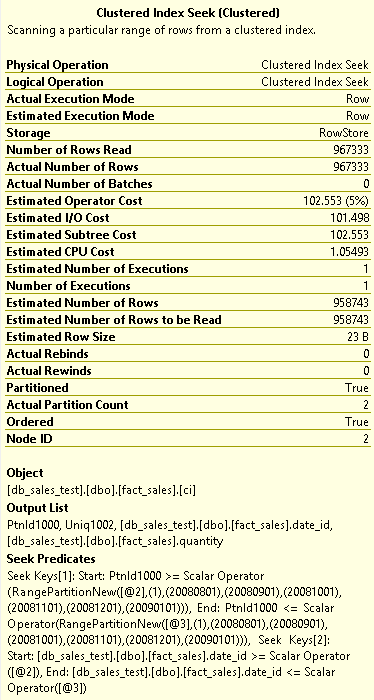 Clustered Index Seek (Clustered)
Scanning a particular range of rows from a clustered index.
Physical Operation Clustered Index Seek
Logical Operation Clustered Index Seek
Actual Execution Mode Row
Estimated Execution Mode Row
Storage RowStore
Number of Rows Read 967333
Actual Number of Rows 967333
Actual Number of Batches 0
Estimated Operator Cost 102.553 (5%)
Estimated I/O Cost 101.498
Estimated Subtree Cost 102.553
Estimated CPU Cost 1.05493
Estimated Number of Executions 1
Number of Executions 1
Estimated Number of Rows 958743
Estimated Number of Rows to be Read 958743
Estimated Row Size 23 B
Actual Rebinds 0
Actual Rewinds 0
Partitioned True
Actual Partition Count 2
Ordered True
Node ID 2
Object
[db_sales_test].[dbo].[fact_sales].[ci]
Output List
PtnId1000, Uniq1002, [db_sales_test].[dbo].[fact_sales].date_id,
[db_sales_test].[dbo].[fact_sales].quantity
Seek Predicates
Seek Keys[1]: Start: PtnId1000 >= Scalar Operator
(RangePartitionNew([@2],(1),(20080801),(20080901),(20081001),
(20081101),(20081201),(20090101))), End: PtnId1000 <= Scalar
Operator(RangePartitionNew([@3],(1),(20080801),(20080901),
(20081001),(20081101),(20081201),(20090101))), Seek Keys[2]:
Start: [db_sales_test].[dbo].[fact_sales].date_id >= Scalar Operator
([@2]), End: [db_sales_test].[dbo].[fact_sales].date_id <= Scalar
Operator([@3])